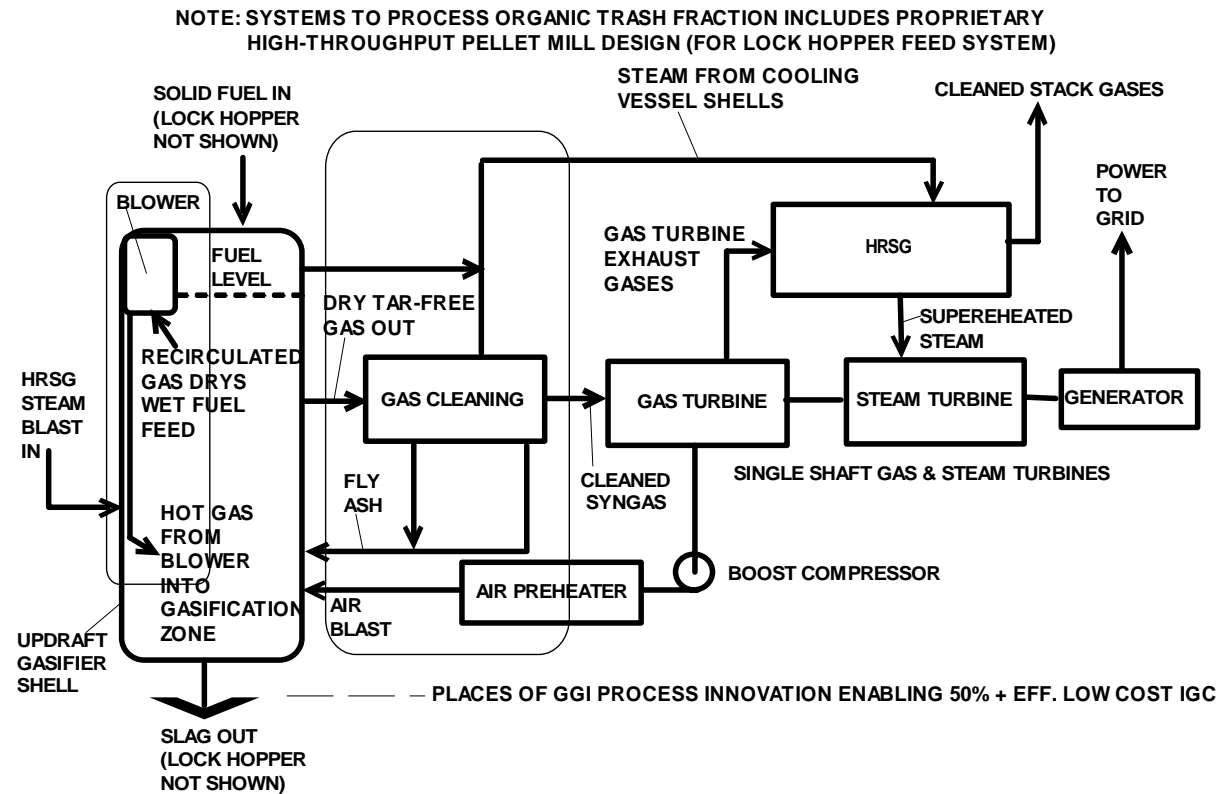 NOTE: SYSTEMS TO PROCESS ORGANIC TRASH FRACTION INCLUDES PROPRIETARY
HIGH-THROUGHPUT PELLET MILL DESIGN (FOR LOCK HOPPER FEED SYSTEM)
STEAM FROM COOLING
VESSEL SHELLS
CLEANED STACK GASES
SOLID FUEL IN
(LOCK HOPPER
NOT SHOWN)
POWER
TO
GRID
BLOWER
FUEL
LEVEL
GAS TURBINE
EXHAUST
GASES
HRSG
DRY TAR-FREE
GAS OUT
SUPEREHEATED
STEAM
RECIRCULATED
GAS DRYS
WET FUEL
FEED
HRSG
STEAM
BLAST
IN
GAS CLEANING
GAS TURBINE
STEAM TURBINE
GENERATOR
FLY
ASH
CLEANED
SYNGAS
SINGLE SHAFT GAS & STEAM TURBINES
HOT GAS
FROM
BLOWER
INTO
GASIFICATION
ZONE
AIR PREHEATER
BOOST COMPRESSOR
AIR
BLAST
UPDRAFT
GASIFIER
SHELL
PLACES OF GGI PROCESS INNOVATION ENABLING 50% + EFF. LOW COST IGC
SLAG OUT
(LOCK HOPPER
NOT SHOWN)